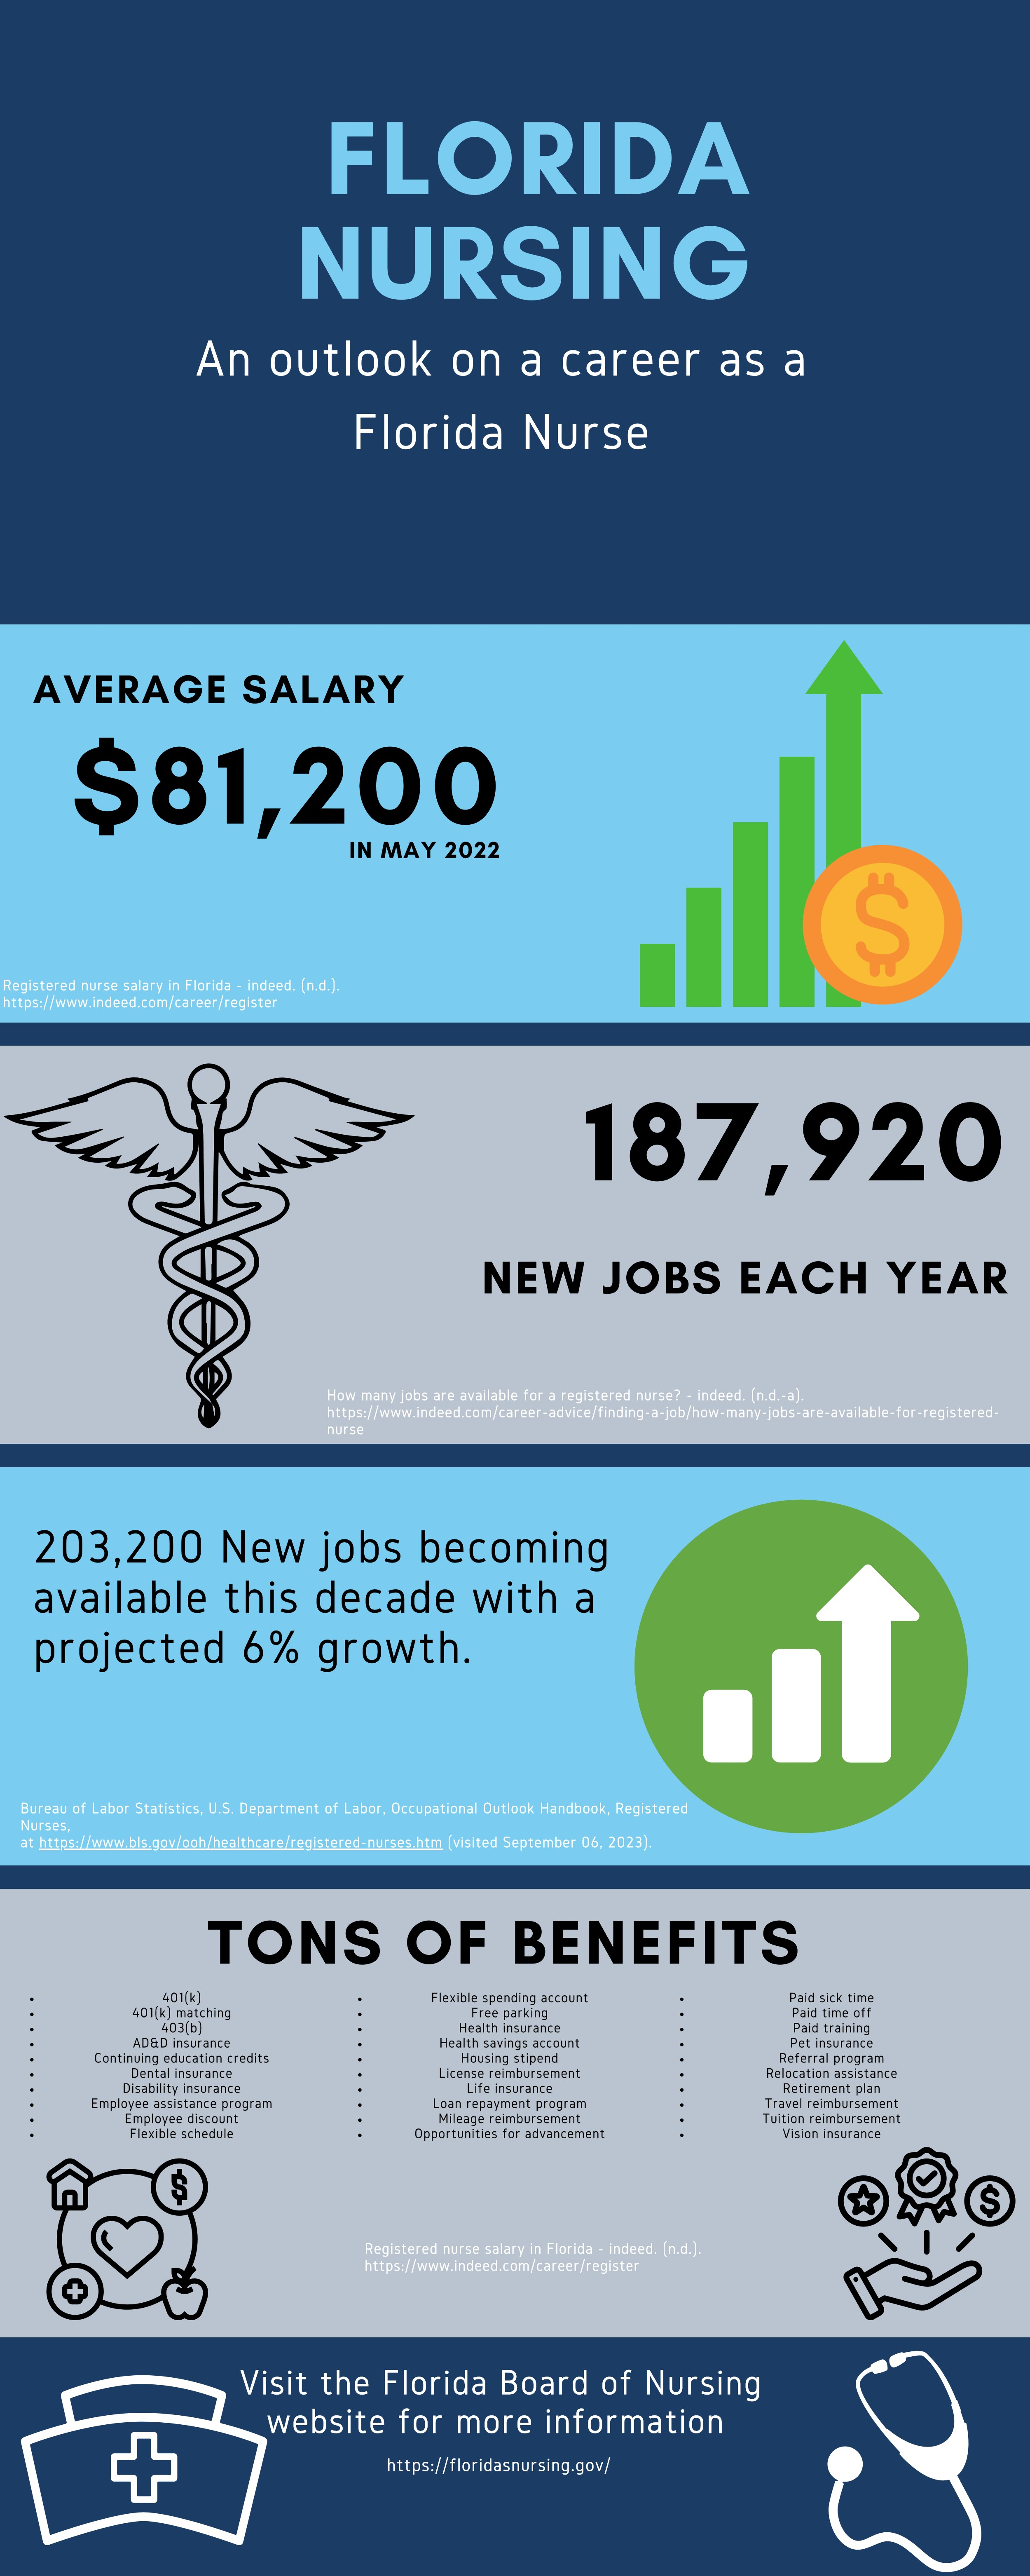 FLORIDA
NURSING
An outlook on a career as a
Florida Nurse
AVERAGE SALARY
$81,200
IN MAY 2022
Registered nurse salary in Florida - indeed. (n.d.).
https://www.indeed.com/career/register
187,920
NEW JOBS EACH YEAR
How many jobs are available for a registered nurse? - indeed. (n.d.-a).
https://www.indeed.com/career-advice/finding-a-job/how-many-jobs-are-available-for-registered-
nurse
203,200 New jobs becoming
available this decade with a
projected 6% growth.
Bureau of Labor Statistics, U.S. Department of Labor, Occupational Outlook Handbook, Registered
Nurses,
at https://www.bls.gov/ooh/healthcare/registered-nurses.htm (visited September 06, 2023).
TONS OF BENEFITS
• 401(k)
• 401(k) matching
• 403(b)
• AD&D insurance
• Continuing education credits
• Dental insurance
• Disability insurance
• Employee assistance program
• Employee discount
• Flexible schedule
• Flexible spending account
• Free parking
• Health insurance
• Health savings account
• Housing stipend
• License reimbursement
• Life insurance
• Loan repayment program
• Mileage reimbursement
• Opportunities for advancement
• Paid sick time
• Paid time off
• Paid training
• Pet insurance
• Referral program
• Relocation assistance
• Retirement plan
• Travel reimbursement
• Tuition reimbursement
• Vision insurance
Registered nurse salary in Florida - indeed. (n.d.).
https://www.indeed.com/career/register
Visit the Florida Board of Nursing
website for more information
https://floridasnursing.gov/